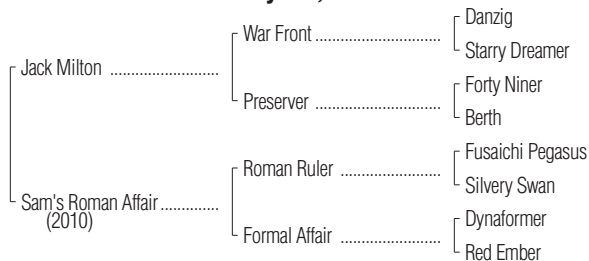 Danzig
War Front ..............................
Starry Dreamer
Jack Milton ..........................
Forty Niner
Preserver ..............................
Berth
Fusaichi Pegasus
Roman Ruler ........................
Silvery Swan
Sam's Roman Affair ..............
(2010)
Dynaformer
Formal Affair ........................
Red Ember